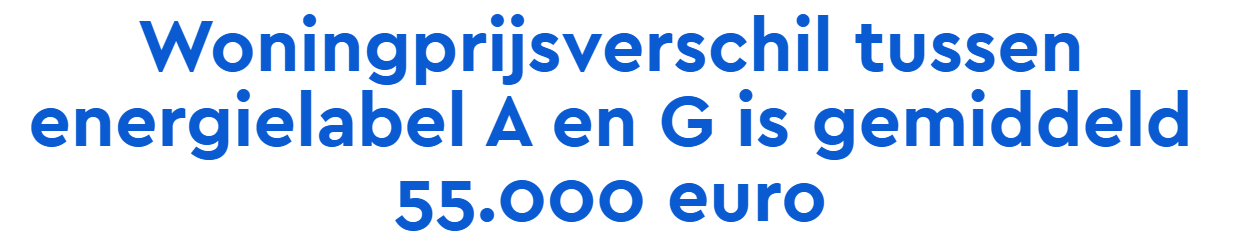 Woningprijsverschil tussen
energielabel A en G is gemiddeld
55.000 euro